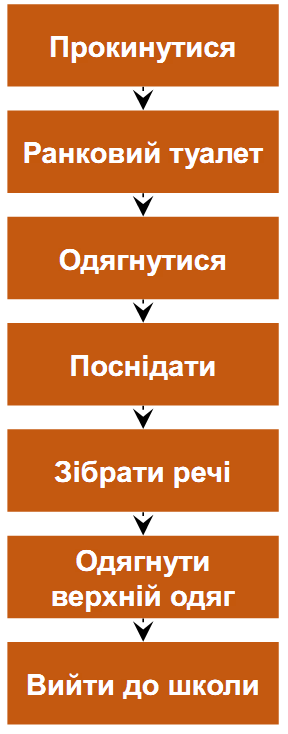 Прокинутися
Ранковий туалет
Одягнутися
Поснідати
Зібрати речі
Одягнути
верхній одяг
Вийти до школи